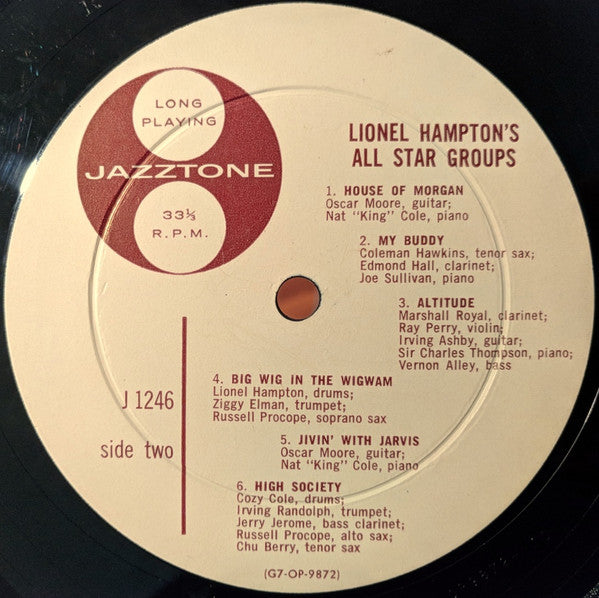 LONG
PLAYING
JAZZTONE
33⅓
R.P.M.
LIONEL HAMPTON'S
ALL STAR GROUPS
1. HOUSE OF MORGAN
Oscar Moore, guitar;
Nat "King" Cole, piano
2. MY BUDDY
Coleman Hawkins, tenor sax;
Edmond Hall, clarinet;
Joe Sullivan, piano
3. ALTITUDE
Marshall Royal, clarinet;
Ray Perry, violin;
Irving Ashby, guitar;
Sir Charles Thompson, piano;
Vernon Alley, bass
J 1246
side two
4. BIG WIG IN THE WIGWAM
Lionel Hampton, drums;
Ziggy Elman, trumpet;
Russell Procope, soprano sax
5. JIVIN' WITH JARVIS
Oscar Moore, guitar;
Nat "King" Cole, piano
6. HIGH SOCIETY
Cozy Cole, drums;
Irving Randolph, trumpet;
Jerry Jerome, bass clarinet;
Russell Procope, alto sax;
Chu Berry, tenor sax
(G7-OP-9872)